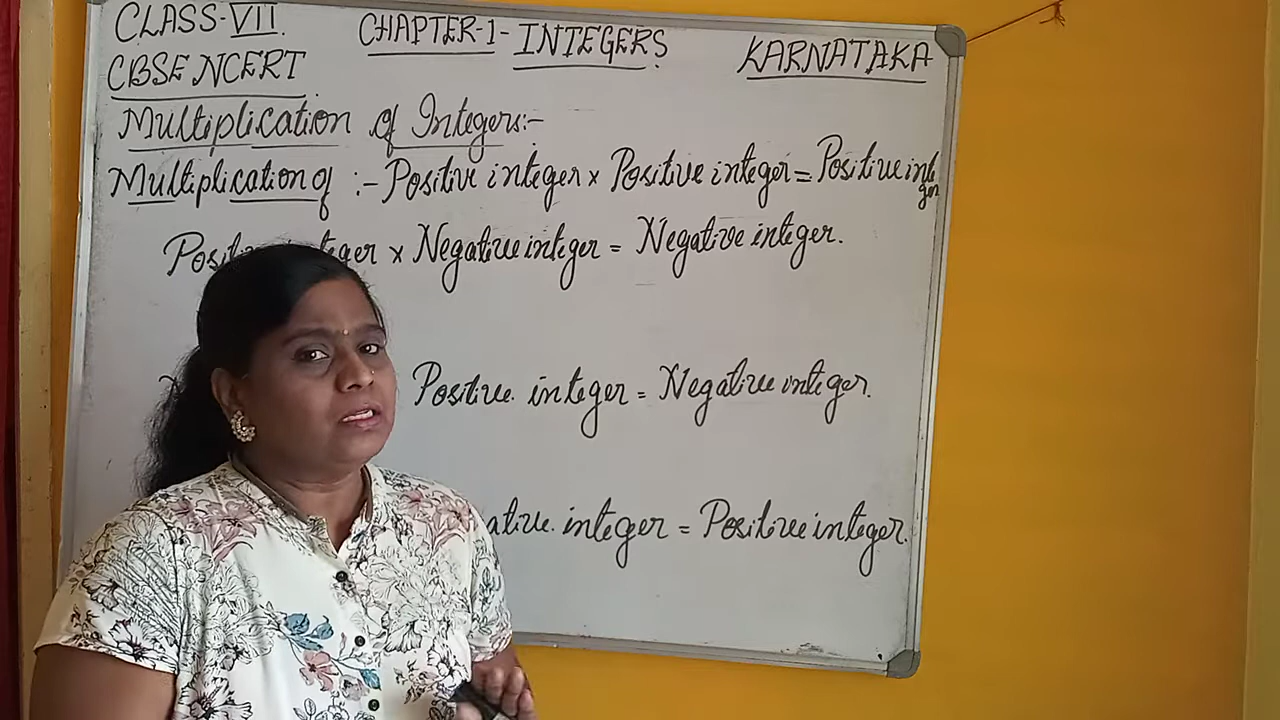 CLASS-VII. CHAPTER-1-INTEGERS KARNATAKA
CBSE NCERT
Multiplication of Integers:-
Multiplication of :- Positive integer × Positive integer = Positive integer
integer × Negative integer = Negative integer.
Positive. integer = Negative integer.
integer = Positive integer.